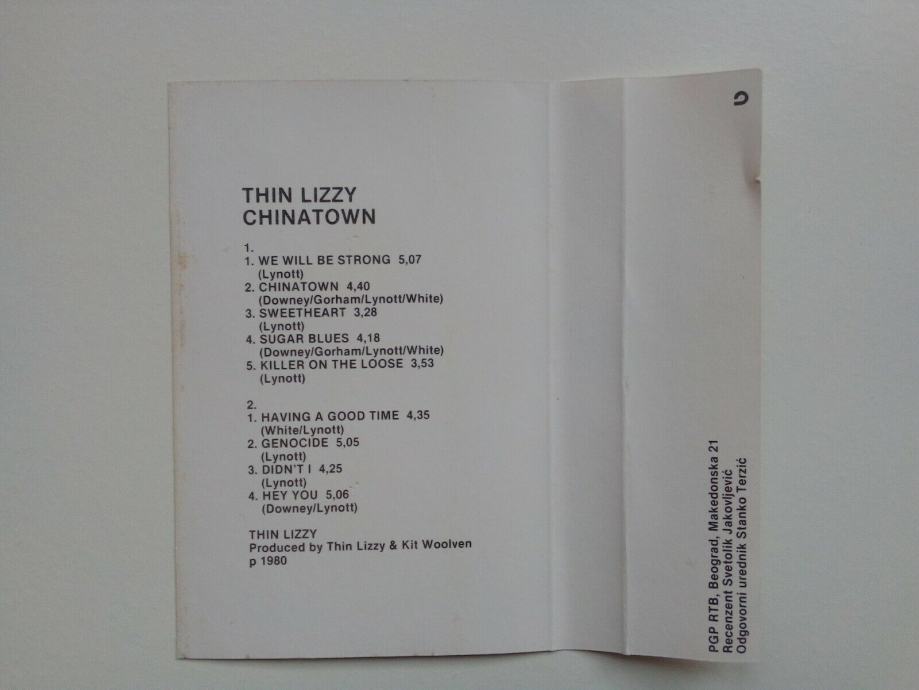 THIN LIZZY
CHINATOWN
1.
1. WE WILL BE STRONG 5,07
(Lynott)
2. CHINATOWN 4,40
(Downey/Gorham/Lynott/White)
3. SWEETHEART 3,28
(Lynott)
4. SUGAR BLUES 4,18
(Downey/Gorham/Lynott/White)
5. KILLER ON THE LOOSE 3,53
(Lynott)
2.
1. HAVING A GOOD TIME 4,35
(White/Lynott)
2. GENOCIDE 5,05
(Lynott)
3. DIDN'T I 4,25
(Lynott)
4. HEY YOU 5,06
(Downey/Lynott)
THIN LIZZY
Produced by Thin Lizzy & Kit Woolven
p 1980
PGP RTB, Beograd, Makedonska 21
Recenzent Svetolik Jakovljević
Odgovorni urednik Stanko Terzić